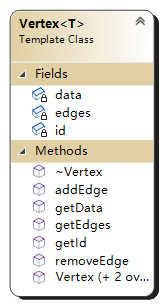 Vertex<T>
Template Class
Fields
data
edges
id
Methods
~Vertex
addEdge
getData
getEdges
getId
removeEdge
Vertex (+ 2 ov...